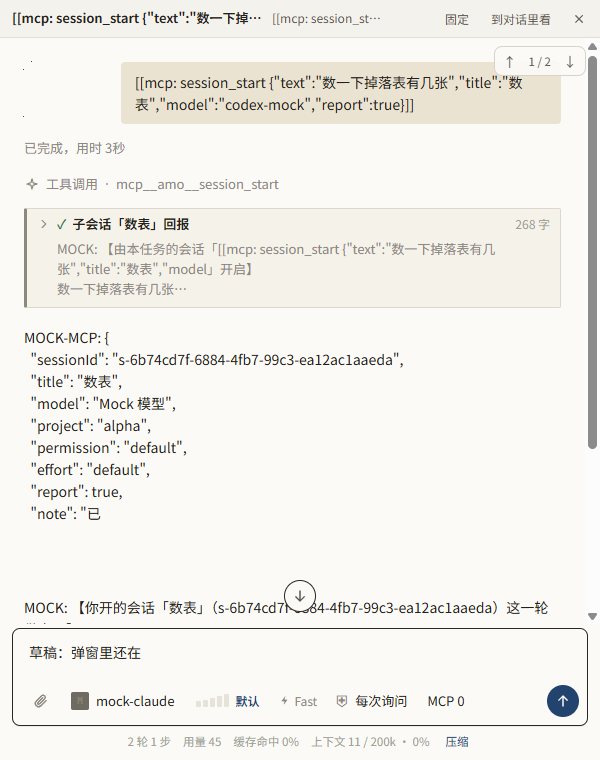 [[mcp: session_start {"text":"数一下掉… [[mcp: session_st… 固定 到对话里看 ×
↑ 1 / 2 ↓
[[mcp: session_start {"text":"数一下掉落表有几张","title":"数
表","model":"codex-mock","report":true}]]
已完成，用时 3秒
工具调用 · mcp__amo__session_start
✓ 子会话「数表」回报 268 字
MOCK: 【由本任务的会话「[[mcp: session_start {"text":"数一下掉落表有几
张","title":"数表","model」开启】
数一下掉落表有几张…
MOCK-MCP: {
"sessionId": "s-6b74cd7f-6884-4fb7-99c3-ea12ac1aaeda",
"title": "数表",
"model": "Mock 模型",
"project": "alpha",
"permission": "default",
"effort": "default",
"report": true,
"note": "已
MOCK: 【你开的会话「数表」（s-6b74cd7f-6884-4fb7-99c3-ea12ac1aaeda）这一轮
草稿：弹窗里还在
mock-claude 默认 Fast 每次询问 MCP 0
2 轮 1 步 用量 45 缓存命中 0% 上下文 11 / 200k · 0% 压缩